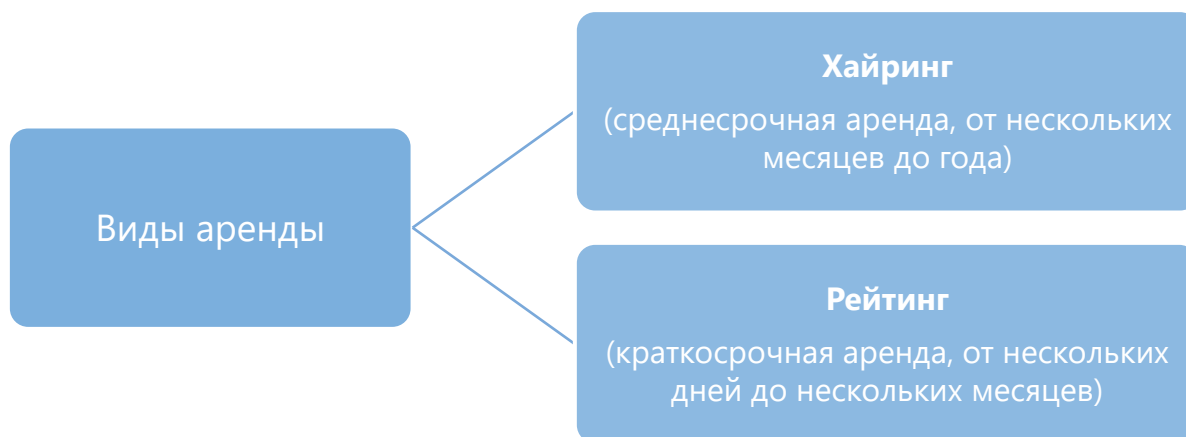 Виды аренды
Хайринг
(среднесрочная аренда, от нескольких
месяцев до года)
Рейтинг
(краткосрочная аренда, от нескольких
дней до нескольких месяцев)